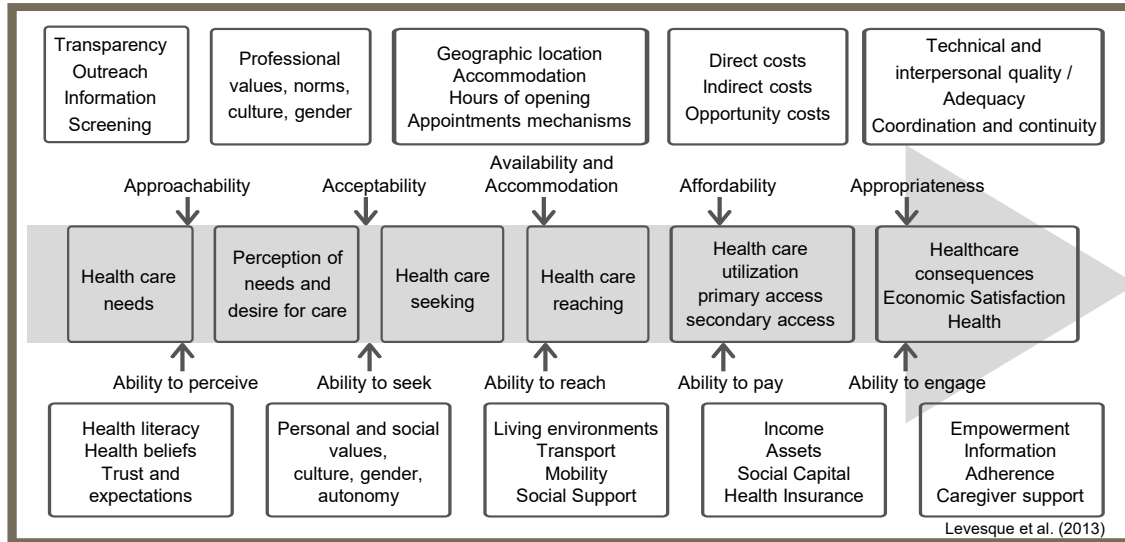 Transparency
Outreach
Information
Screening
Professional
values, norms,
culture, gender
Geographic location
Accommodation
Hours of opening
Appointments mechanisms
Direct costs
Indirect costs
Opportunity costs
Technical and
interpersonal quality /
Adequacy
Coordination and continuity
Approachability
Acceptability
Availability and
Accommodation
Affordability
Appropriateness
Health care
needs
Perception of
needs and
desire for care
Health care
seeking
Health care
reaching
Health care
utilization
primary access
secondary access
Healthcare
consequences
Economic Satisfaction
Health
Ability to perceive
Ability to seek
Ability to reach
Ability to pay
Ability to engage
Health literacy
Health beliefs
Trust and
expectations
Personal and social
values,
culture, gender,
autonomy
Living environments
Transport
Mobility
Social Support
Income
Assets
Social Capital
Health Insurance
Empowerment
Information
Adherence
Caregiver support
Levesque et al. (2013)